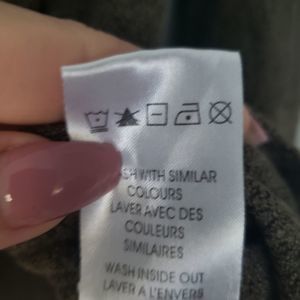 WITH SIMILAR
COLOURS
LAVER AVEC DES
COULEURS
SIMILAIRES
WASH INSIDE OUT
LAVER A L'ENVERS